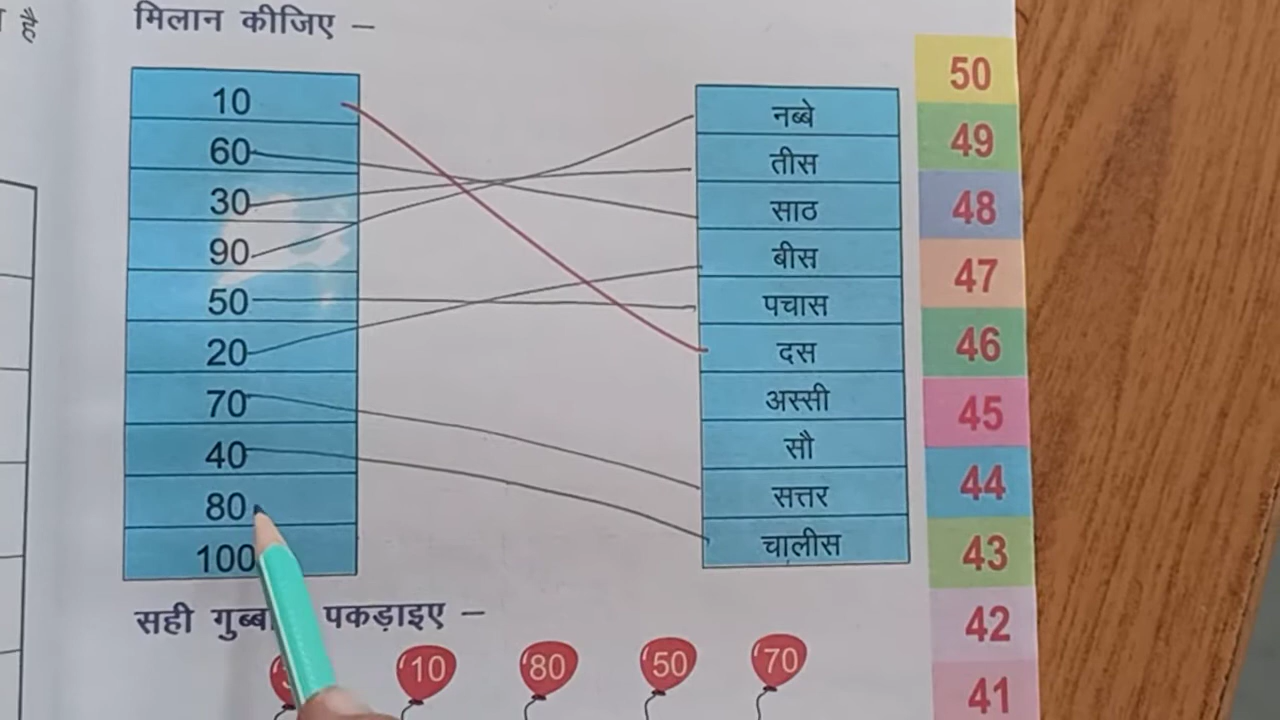 है
मिलान कीजिए –
10
60
30
90
50
20
70
40
80
100
नब्बे
तीस
साठ
बीस
पचास
दस
अस्सी
सौ
सत्तर
चालीस
50
49
48
47
46
45
44
43
42
41
सही पकड़ाइए –
10
80
50
70